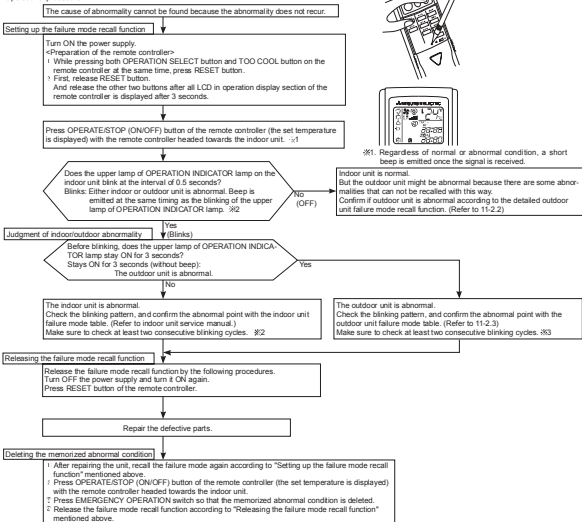 The cause of abnormality cannot be found because the abnormality does not recur.
Setting up the failure mode recall function
Turn ON the power supply.
<Preparation of the remote controller>
1 While pressing both OPERATION SELECT button and TOO COOL button on the
remote controller at the same time, press RESET button.
2 First, release RESET button.
And release the other two buttons after all LCD in operation display section of the
remote controller is displayed after 3 seconds.
Press OPERATE/STOP (ON/OFF) button of the remote controller (the set temperature
is displayed) with the remote controller headed towards the indoor unit. ※1
※1. Regardless of normal or abnormal condition, a short
beep is emitted once the signal is received.
Does the upper lamp of OPERATION INDICATOR lamp on the
indoor unit blink at the interval of 0.5 seconds?
Blinks: Either indoor or outdoor unit is abnormal. Beep is
emitted at the same timing as the blinking of the upper
lamp of OPERATION INDICATOR lamp. ※2
No
(OFF)
Indoor unit is normal.
But the outdoor unit might be abnormal because there are some abnor-
malities that can not be recalled with this way.
Confirm if outdoor unit is abnormal according to the detailed outdoor
unit failure mode recall function. (Refer to 11-2.2)
Yes
(Blinks)
Judgment of indoor/outdoor abnormality
Before blinking, does the upper lamp of OPERATION INDICA-
TOR lamp stay ON for 3 seconds?
Stays ON for 3 seconds (without beep):
The outdoor unit is abnormal.
Yes
No
The indoor unit is abnormal.
Check the blinking pattern, and confirm the abnormal point with the indoor unit
failure mode table. (Refer to indoor unit service manual.)
Make sure to check at least two consecutive blinking cycles. ※2
The outdoor unit is abnormal.
Check the blinking pattern, and confirm the abnormal point with the
outdoor unit failure mode table. (Refer to 11-2.3)
Make sure to check at least two consecutive blinking cycles. ※3
Releasing the failure mode recall function
Release the failure mode recall function by the following procedures.
Turn OFF the power supply and turn it ON again.
Press RESET button of the remote controller.
Repair the defective parts.
Deleting the memorized abnormal condition
1 After repairing the unit, recall the failure mode again according to "Setting up the failure mode recall
function" mentioned above.
2 Press OPERATE/STOP (ON/OFF) button of the remote controller (the set temperature is displayed)
with the remote controller headed towards the indoor unit.
Press EMERGENCY OPERATION switch so that the memorized abnormal condition is deleted.
Release the failure mode recall function according to "Releasing the failure mode recall function"
mentioned above.